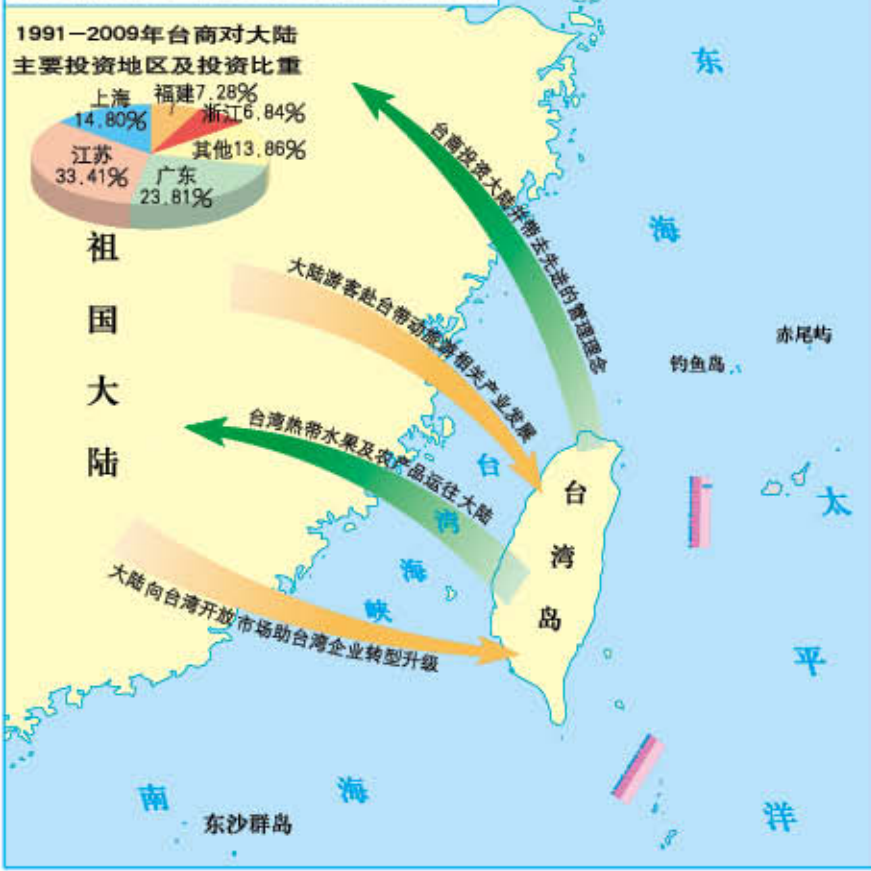 1991-2009年台商对大陆
主要投资地区及投资比重
福建7.28%
上海
14.80%
浙江6.84%
其他13.86%
江苏
33.41%
广东
23.81%
祖国大陆
台商投资大陆并带去先进的管理理念
大陆游客赴台带动旅游相关产业发展
台湾热带水果及农产品运往大陆
大陆向台湾开放市场助台湾企业转型升级
东海
钓鱼岛
赤尾屿
台湾海峡
台湾岛
太平洋
南海
东沙群岛